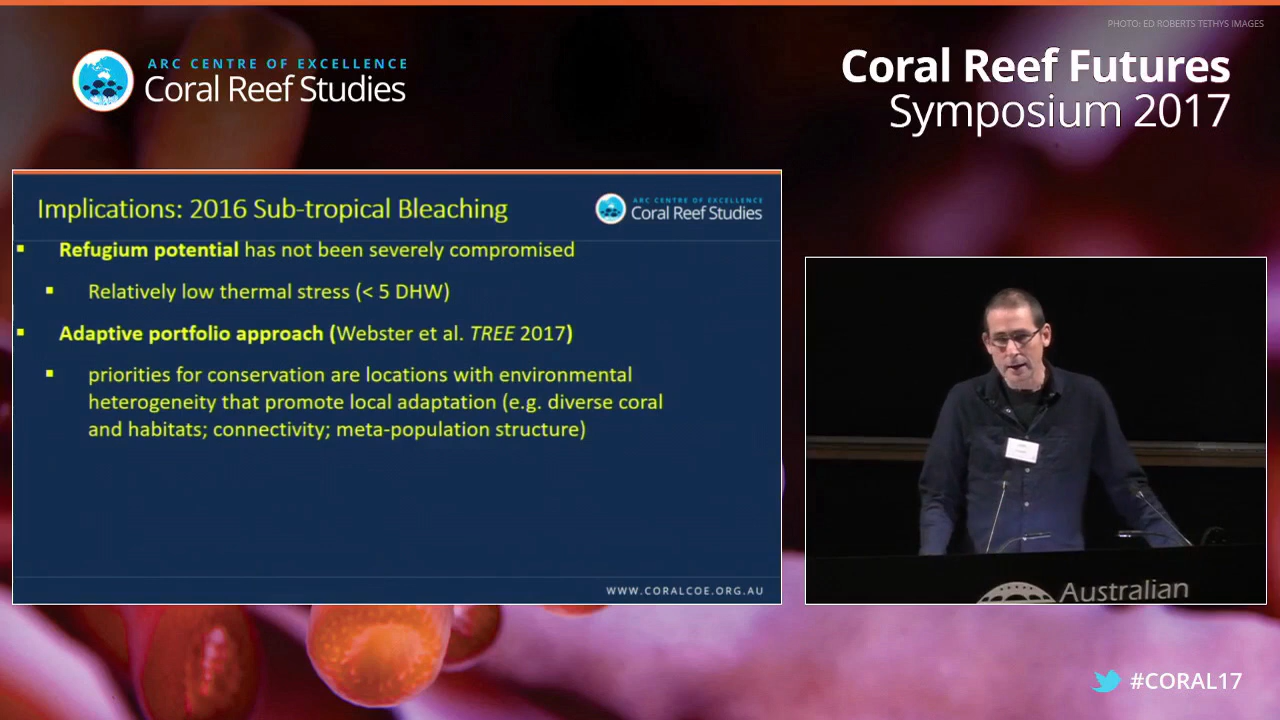 PHOTO: ED ROBERTS TETHYS IMAGES
ARC CENTRE OF EXCELLENCE
Coral Reef Studies
Coral Reef Futures
Symposium 2017
Implications: 2016 Sub-tropical Bleaching
ARC CENTRE OF EXCELLENCE
Coral Reef Studies
Refugium potential has not been severely compromised
Relatively low thermal stress (< 5 DHW)
Adaptive portfolio approach (Webster et al. TREE 2017)
priorities for conservation are locations with environmental
heterogeneity that promote local adaptation (e.g. diverse coral
and habitats; connectivity; meta-population structure)
WWW.CORALCOE.ORG.AU
Australian
#CORAL17